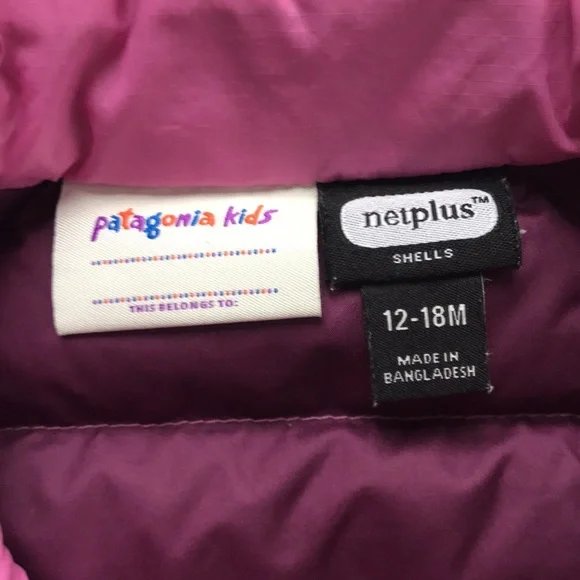 patagonia kids
THIS BELONGS TO:
netplus™
SHELLS
12-18M
MADE IN
BANGLADESH